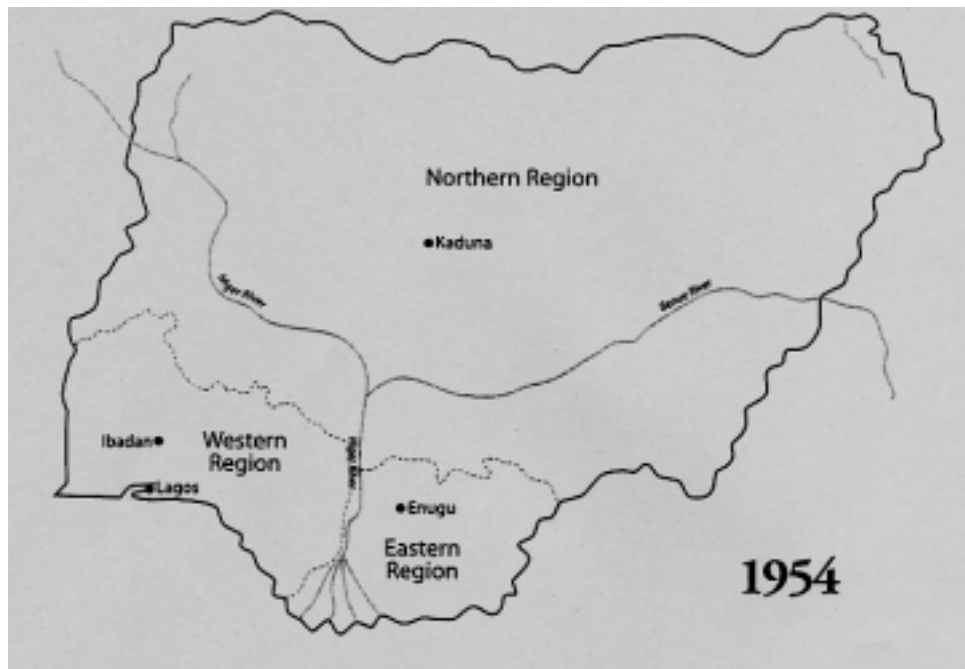 Northern Region
Kaduna
Niger River
Benue River
Ibadan
Western
Region
Niger River
Lagos
Enugu
Eastern
Region
1954